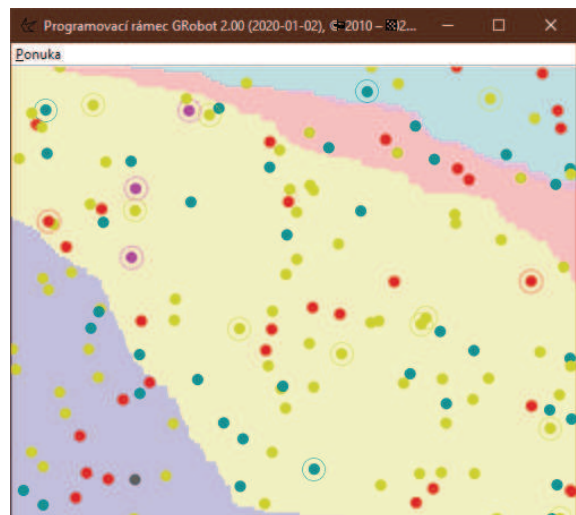 Programovací rámec GRobot 2.00 (2020-01-02), 2010 –
Ponuka